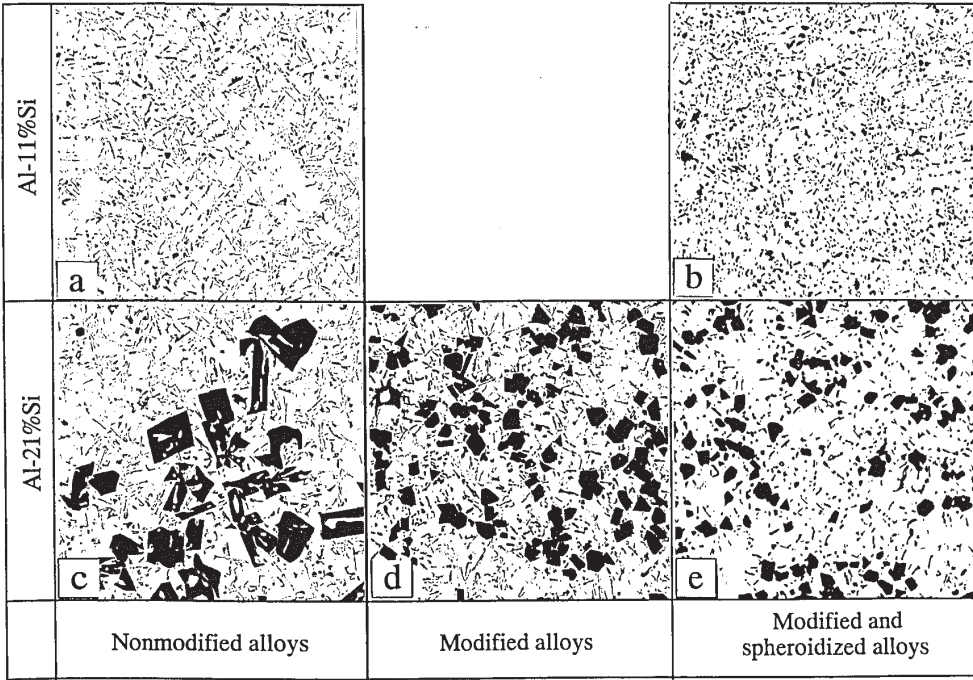 Al-11%Si
a
b
Al-21%Si
c
d
e
Nonmodified alloys
Modified alloys
Modified and
spheroidized alloys